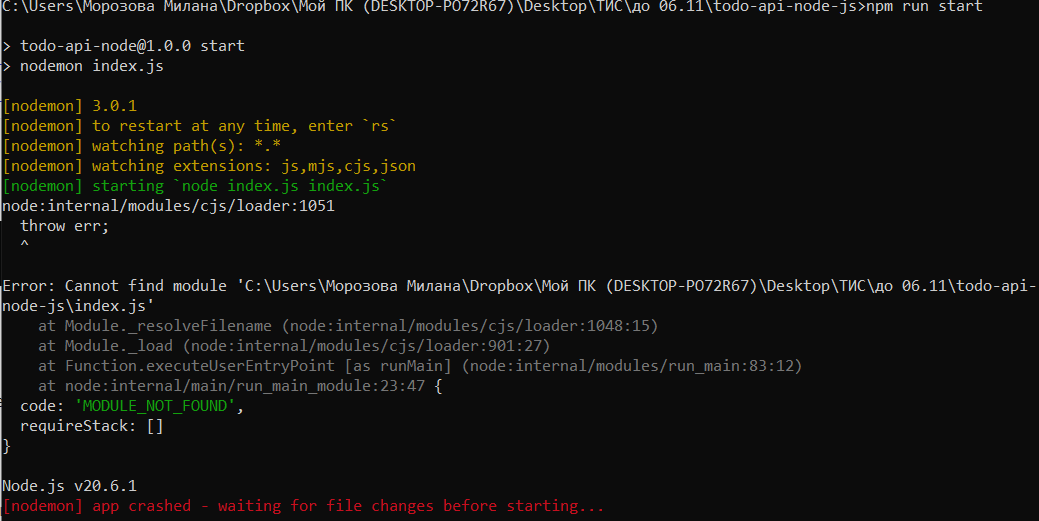 C:\Users\Морозова Милана\Dropbox\Мой ПК (DESKTOP-PO72R67)\Desktop\ТИС\до 06.11\todo-api-node-js>npm run start
> todo-api-node@1.0.0 start
> nodemon index.js
[nodemon] 3.0.1
[nodemon] to restart at any time, enter `rs`
[nodemon] watching path(s): *.*
[nodemon] watching extensions: js,mjs,cjs,json
[nodemon] starting `node index.js index.js`
node:internal/modules/cjs/loader:1051
  throw err;
  ^
Error: Cannot find module 'C:\Users\Морозова Милана\Dropbox\Мой ПК (DESKTOP-PO72R67)\Desktop\ТИС\до 06.11\todo-api-
node-js\index.js'
    at Module._resolveFilename (node:internal/modules/cjs/loader:1048:15)
    at Module._load (node:internal/modules/cjs/loader:901:27)
    at Function.executeUserEntryPoint [as runMain] (node:internal/modules/run_main:83:12)
    at node:internal/main/run_main_module:23:47 {
  code: 'MODULE_NOT_FOUND',
  requireStack: []
}
Node.js v20.6.1
[nodemon] app crashed - waiting for file changes before starting...